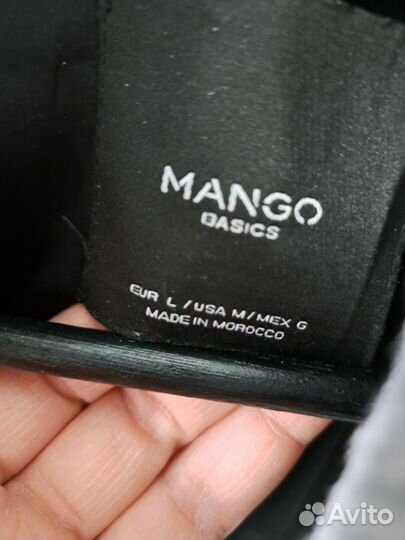 MANGO
BASICS
EUR L / USA M / MEX G
MADE IN MOROCCO
Avito